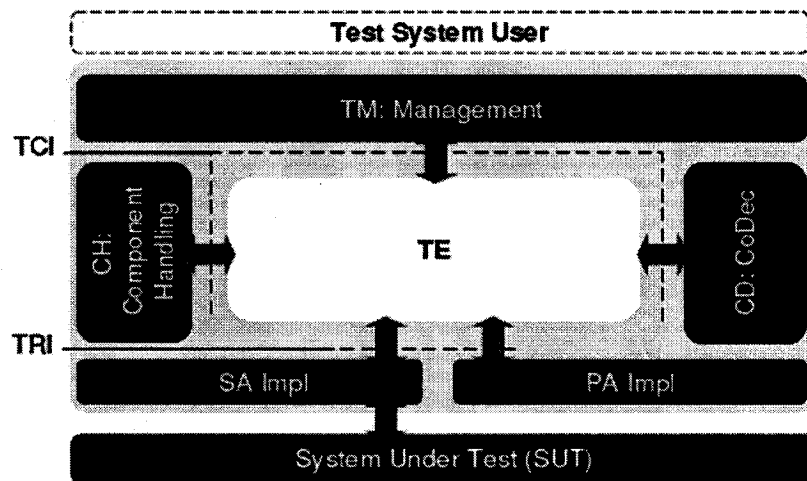 Test System User
TM: Management
TCI
CH:
Component
Handling
TE
CD: CoDec
TRI
SA Impl
PA Impl
System Under Test (SUT)